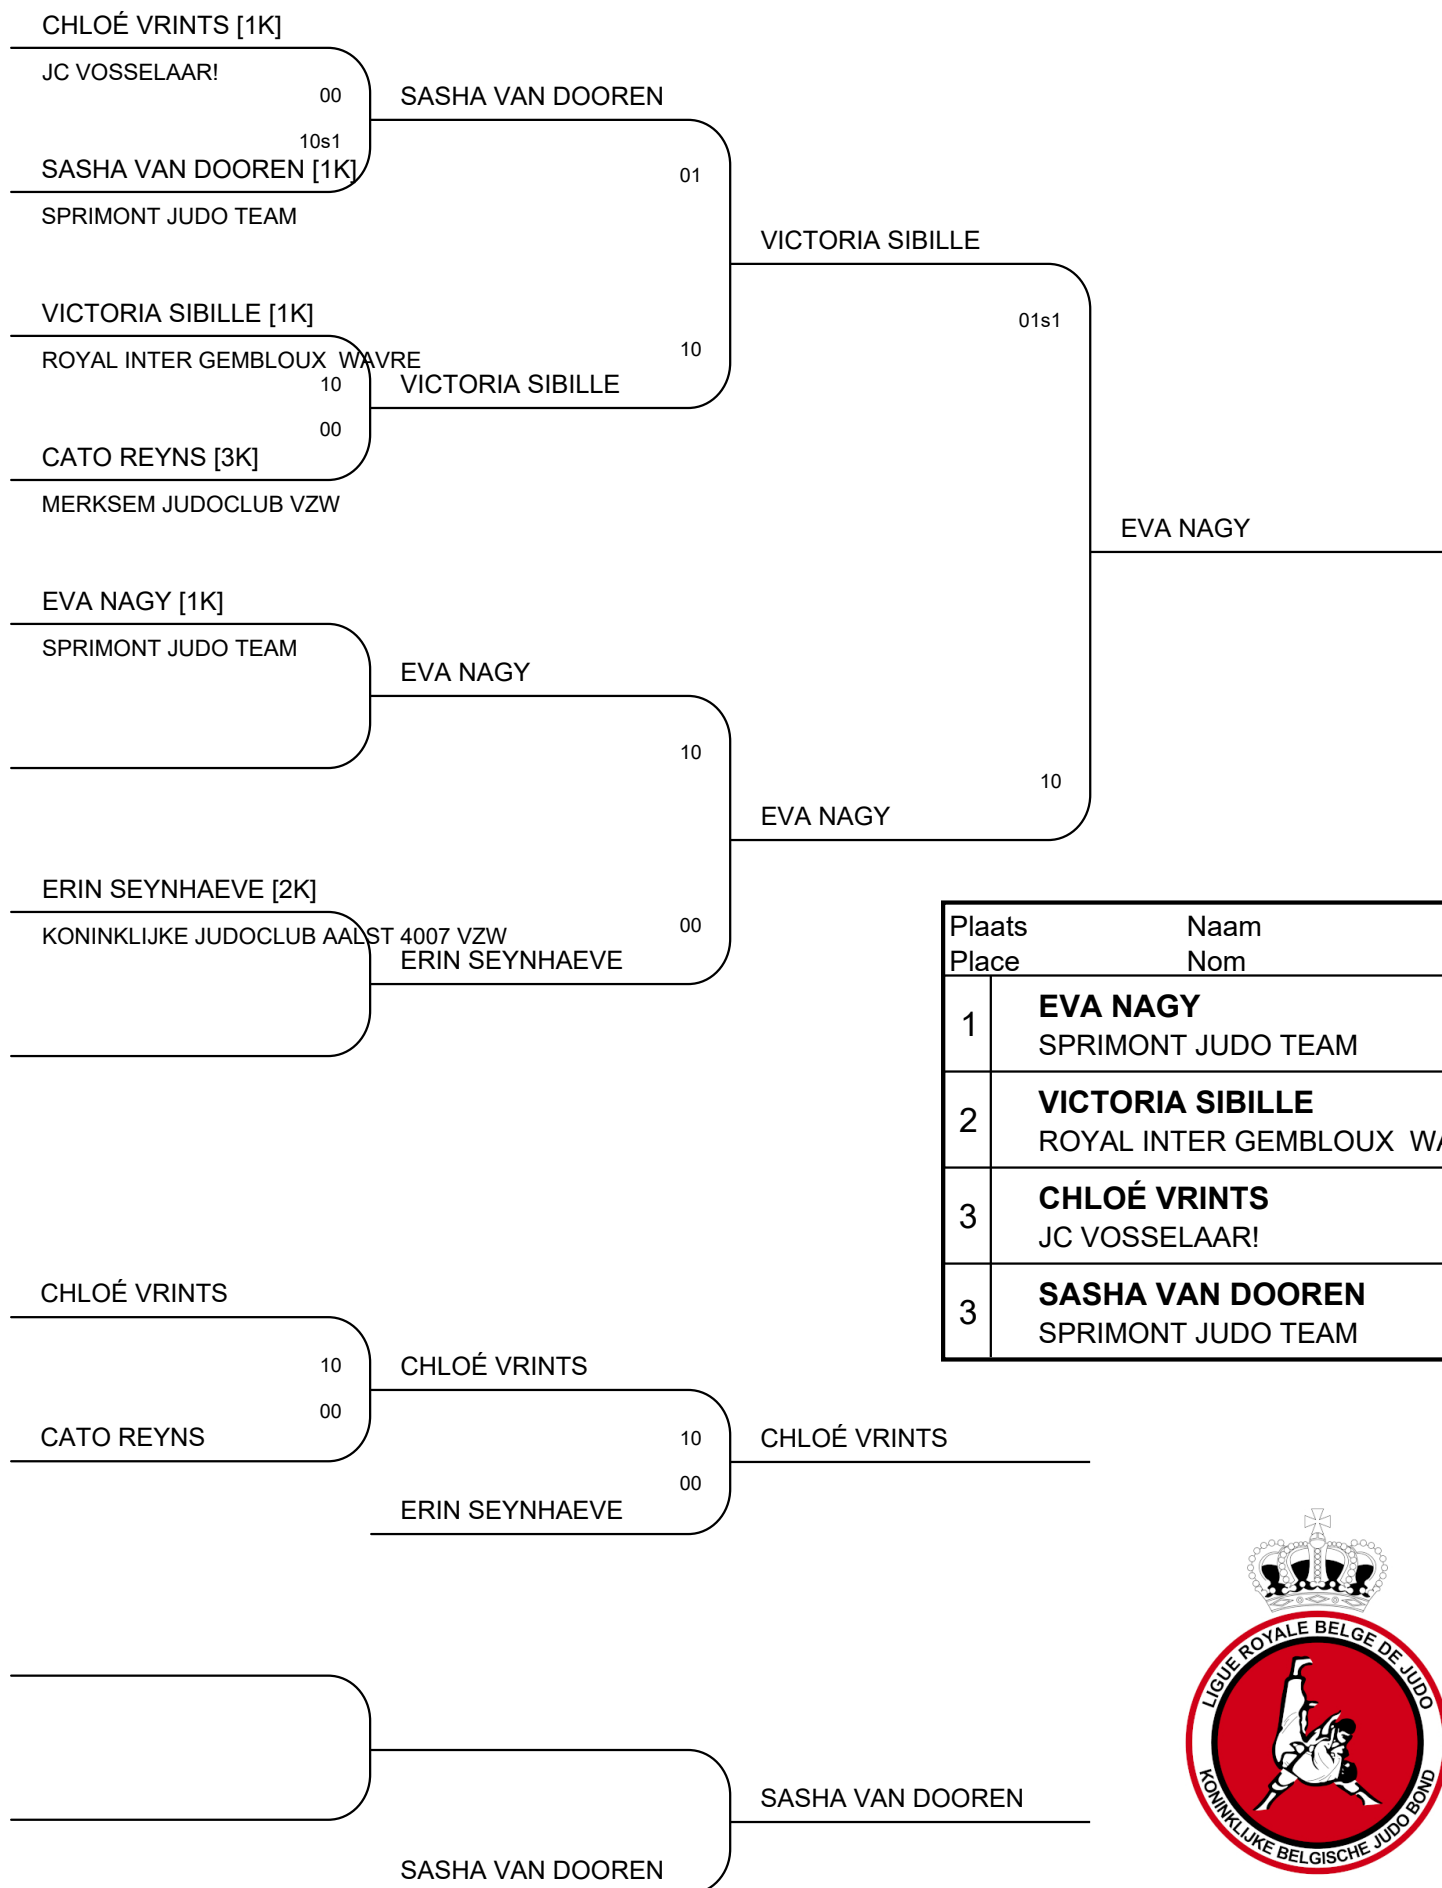 CHLOÉ VRINTS [1K]
JC VOSSELAAR!
00
10s1
SASHA VAN DOOREN [1K]
SPRIMONT JUDO TEAM
SASHA VAN DOOREN
01
VICTORIA SIBILLE [1K]
ROYAL INTER GEMBLOUX  WAVRE
10
00
CATO REYNS [3K]
MERKSEM JUDOCLUB VZW
VICTORIA SIBILLE
10
VICTORIA SIBILLE
01s1
EVA NAGY [1K]
SPRIMONT JUDO TEAM
EVA NAGY
10
ERIN SEYNHAEVE [2K]
KONINKLIJKE JUDOCLUB AALST 4007 VZW
ERIN SEYNHAEVE
00
EVA NAGY
10
EVA NAGY
Plaats Naam
Place Nom
1 EVA NAGY
SPRIMONT JUDO TEAM
2 VICTORIA SIBILLE
ROYAL INTER GEMBLOUX  WA
3 CHLOÉ VRINTS
JC VOSSELAAR!
3 SASHA VAN DOOREN
SPRIMONT JUDO TEAM
CHLOÉ VRINTS
10
00
CATO REYNS
CHLOÉ VRINTS
10
00
ERIN SEYNHAEVE
CHLOÉ VRINTS
SASHA VAN DOOREN
SASHA VAN DOOREN
LIGUE ROYALE BELGE DE JUDO
KONINKLIJKE BELGISCHE JUDO BOND